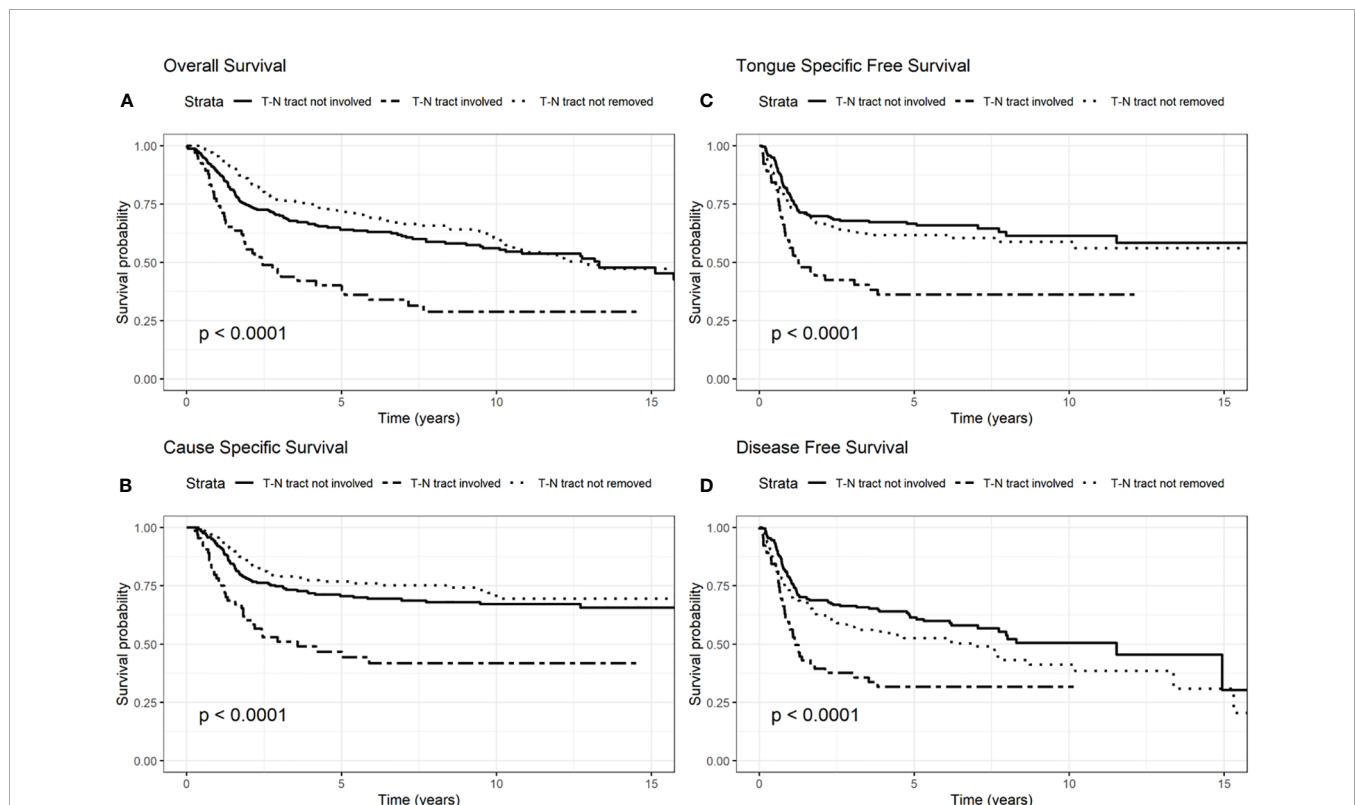 Overall Survival
A
Strata T-N tract not involved T-N tract involved T-N tract not removed
1.00
0.75
0.50
0.25
0.00
Survival probability
p < 0.0001
0 5 10 15
Time (years)
Tongue Specific Free Survival
C
Strata T-N tract not involved T-N tract involved T-N tract not removed
1.00
0.75
0.50
0.25
0.00
Survival probability
p < 0.0001
0 5 10 15
Time (years)
Cause Specific Survival
B
Strata T-N tract not involved T-N tract involved T-N tract not removed
1.00
0.75
0.50
0.25
0.00
Survival probability
p < 0.0001
0 5 10 15
Time (years)
Disease Free Survival
D
Strata T-N tract not involved T-N tract involved T-N tract not removed
1.00
0.75
0.50
0.25
0.00
Survival probability
p < 0.0001
0 5 10 15
Time (years)